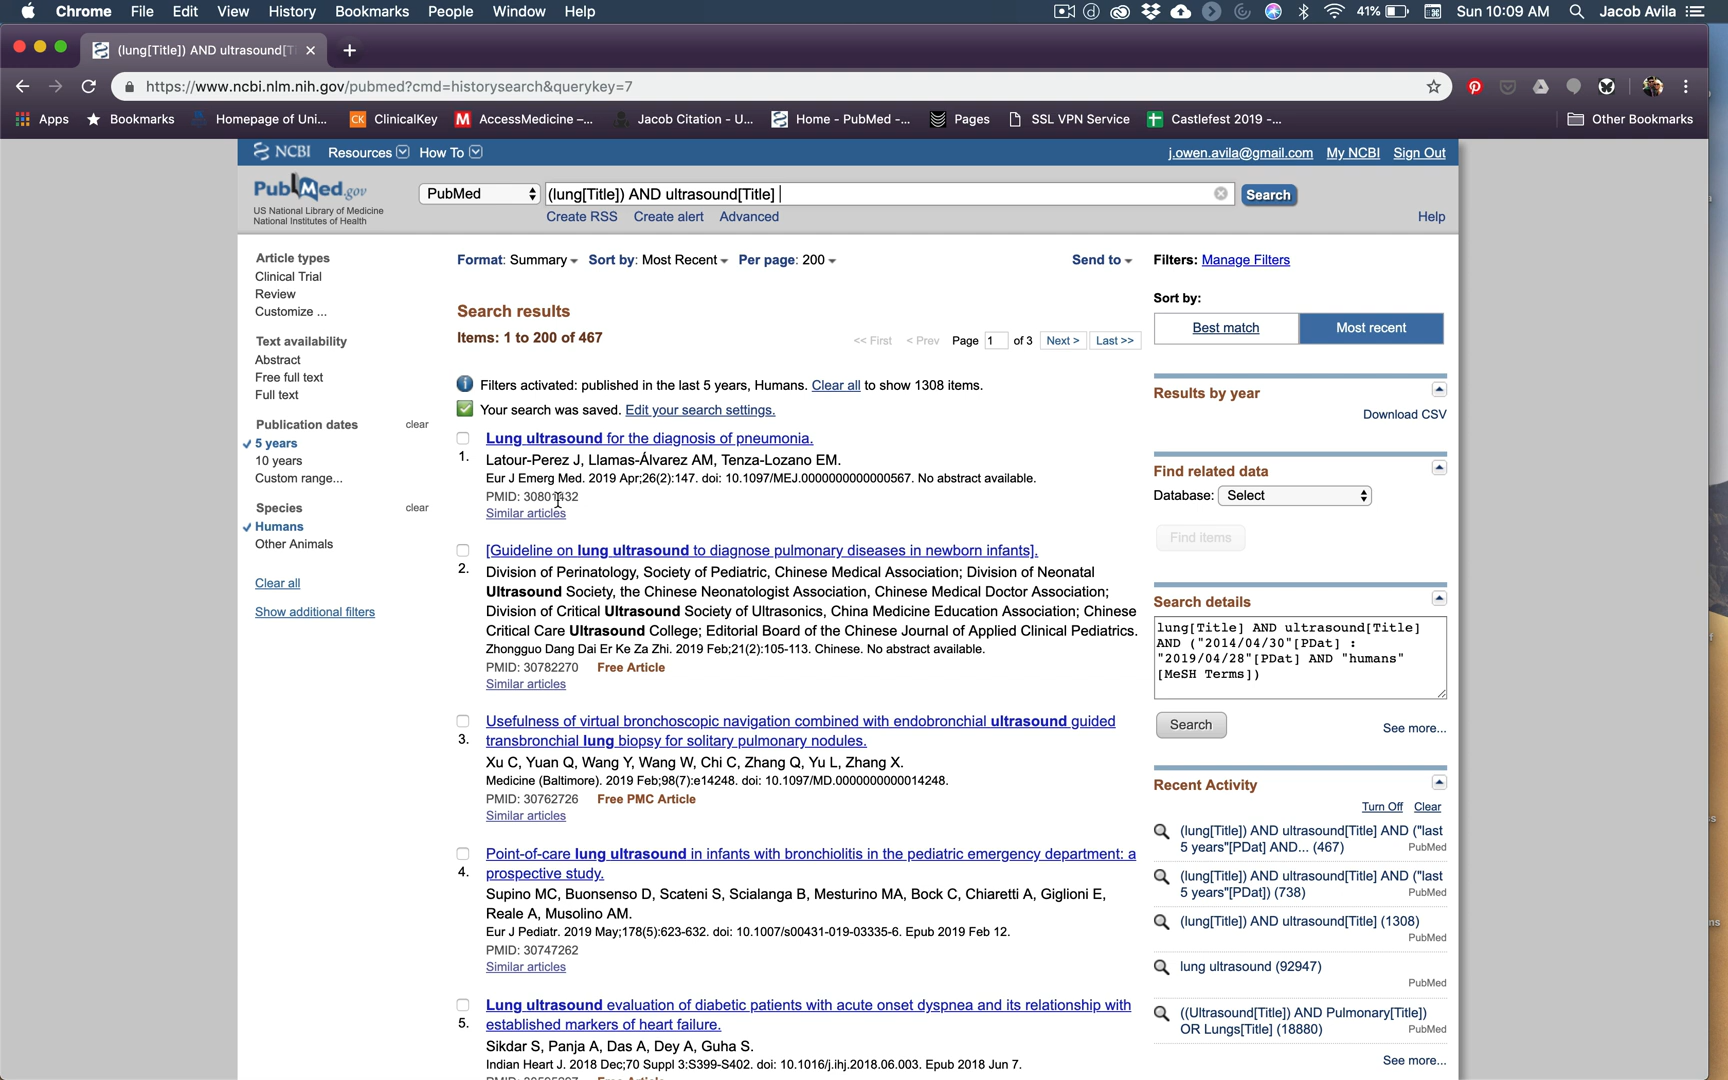 Chrome File Edit View History Bookmarks People Window Help 41% Sun 10:09 AM Jacob Avila
(lung[Title]) AND ultrasound[T
https://www.ncbi.nlm.nih.gov/pubmed?cmd=historysearch&querykey=7
Apps Bookmarks Homepage of Uni... CK ClinicalKey M AccessMedicine –... Jacob Citation - U... Home - PubMed -... Pages SSL VPN Service Castlefest 2019 -... Other Bookmarks
NCBI Resources How To j.owen.avila@gmail.com My NCBI Sign Out
PubMed.gov
US National Library of Medicine
National Institutes of Health
PubMed (lung[Title]) AND ultrasound[Title] Search
Create RSS Create alert Advanced Help
Article types
Clinical Trial
Review
Customize ...
Text availability
Abstract
Free full text
Full text
Publication dates clear
5 years
10 years
Custom range...
Species clear
Humans
Other Animals
Clear all
Show additional filters
Format: Summary Sort by: Most Recent Per page: 200 Send to
Search results
Items: 1 to 200 of 467
<< First < Prev Page 1 of 3 Next > Last >>
Filters activated: published in the last 5 years, Humans. Clear all to show 1308 items.
Your search was saved. Edit your search settings.
Lung ultrasound for the diagnosis of pneumonia.
1. Latour-Perez J, Llamas-Álvarez AM, Tenza-Lozano EM.
Eur J Emerg Med. 2019 Apr;26(2):147. doi: 10.1097/MEJ.0000000000000567. No abstract available.
PMID: 30801432
Similar articles
[Guideline on lung ultrasound to diagnose pulmonary diseases in newborn infants].
2. Division of Perinatology, Society of Pediatric, Chinese Medical Association; Division of Neonatal
Ultrasound Society, the Chinese Neonatologist Association, Chinese Medical Doctor Association;
Division of Critical Ultrasound Society of Ultrasonics, China Medicine Education Association; Chinese
Critical Care Ultrasound College; Editorial Board of the Chinese Journal of Applied Clinical Pediatrics.
Zhongguo Dang Dai Er Ke Za Zhi. 2019 Feb;21(2):105-113. Chinese. No abstract available.
PMID: 30782270 Free Article
Similar articles
Usefulness of virtual bronchoscopic navigation combined with endobronchial ultrasound guided
3. transbronchial lung biopsy for solitary pulmonary nodules.
Xu C, Yuan Q, Wang Y, Wang W, Chi C, Zhang Q, Yu L, Zhang X.
Medicine (Baltimore). 2019 Feb;98(7):e14248. doi: 10.1097/MD.0000000000014248.
PMID: 30762726 Free PMC Article
Similar articles
Point-of-care lung ultrasound in infants with bronchiolitis in the pediatric emergency department: a
4. prospective study.
Supino MC, Buonsenso D, Scateni S, Scialanga B, Mesturino MA, Bock C, Chiaretti A, Giglioni E,
Reale A, Musolino AM.
Eur J Pediatr. 2019 May;178(5):623-632. doi: 10.1007/s00431-019-03335-6. Epub 2019 Feb 12.
PMID: 30747262
Similar articles
Lung ultrasound evaluation of diabetic patients with acute onset dyspnea and its relationship with
5. established markers of heart failure.
Sikdar S, Panja A, Das A, Dey A, Guha S.
Indian Heart J. 2018 Dec;70 Suppl 3:S399-S402. doi: 10.1016/j.ihj.2018.06.003. Epub 2018 Jun 7.
Filters: Manage Filters
Sort by:
Best match Most recent
Results by year
Download CSV
Find related data
Database: Select
Find items
Search details
lung[Title] AND ultrasound[Title]
AND ("2014/04/30"[PDat] :
"2019/04/28"[PDat] AND "humans"
[MeSH Terms])
Search See more...
Recent Activity
Turn Off Clear
(lung[Title]) AND ultrasound[Title] AND ("last
5 years"[PDat] AND... (467) PubMed
(lung[Title]) AND ultrasound[Title] AND ("last
5 years"[PDat]) (738) PubMed
(lung[Title]) AND ultrasound[Title] (1308)
PubMed
lung ultrasound (92947)
PubMed
((Ultrasound[Title]) AND Pulmonary[Title])
OR Lungs[Title] (18880) PubMed
See more...